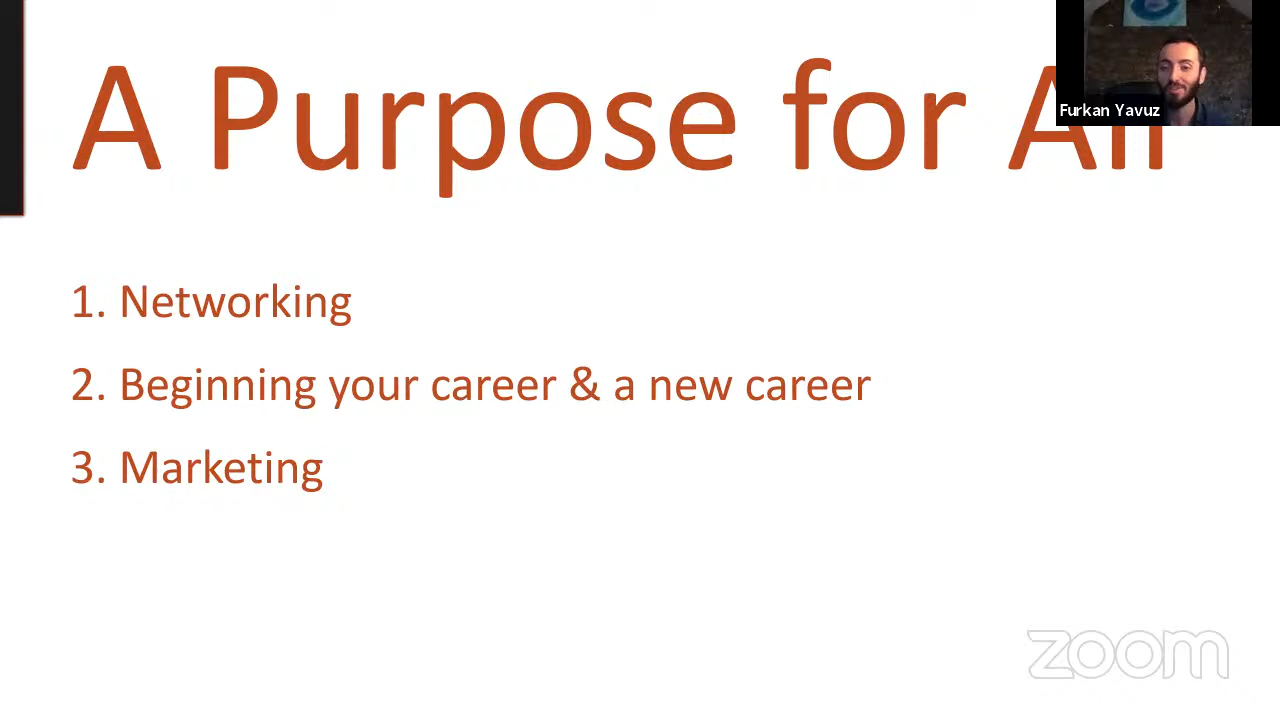 A Purpose for All
Furkan Yavuz
1. Networking
2. Beginning your career & a new career
3. Marketing
zoom